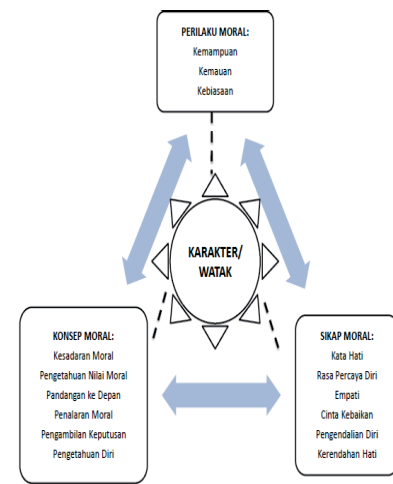 PERILAKU MORAL:
Kemampuan
Kemauan
Kebiasaan
KARAKTER/
WATAK
KONSEP MORAL:
Kesadaran Moral
Pengetahuan Nilai Moral
Pandangan ke Depan
Penalaran Moral
Pengambilan Keputusan
Pengetahuan Diri
SIKAP MORAL:
Kata Hati
Rasa Percaya Diri
Empati
Cinta Kebaikan
Pengendalian Diri
Kerendahan Hati